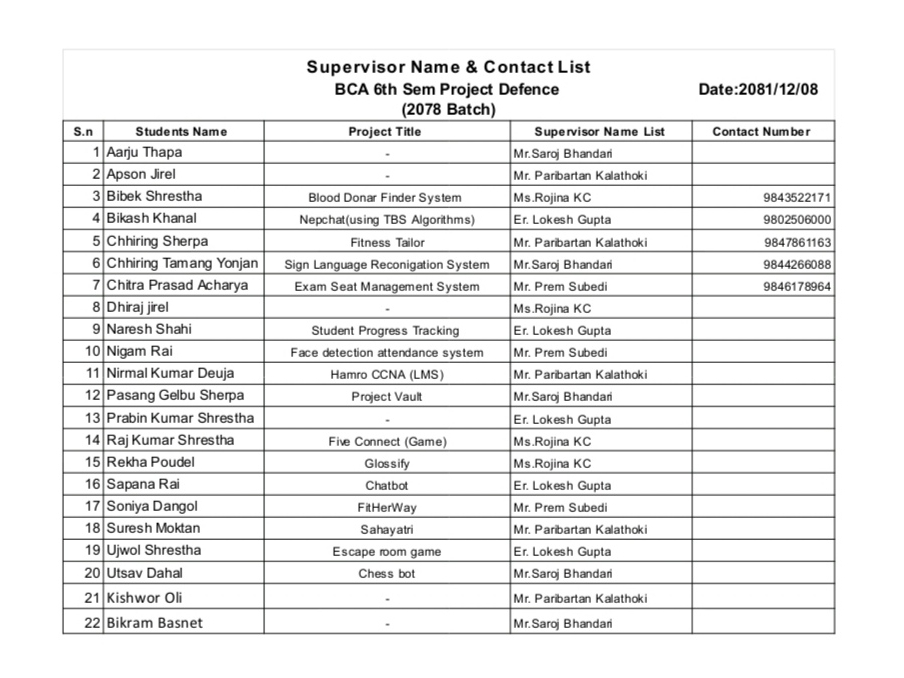 Supervisor Name & Contact List
BCA 6th Sem Project Defence Date:2081/12/08
(2078 Batch)
S.n Students Name Project Title Supervisor Name List Contact Number
1 Aarju Thapa - Mr.Saroj Bhandari
2 Apson Jirel - Mr. Paribartan Kalathoki
3 Bibek Shrestha Blood Donar Finder System Ms.Rojina KC 9843522171
4 Bikash Khanal Nepchat(using TBS Algorithms) Er. Lokesh Gupta 9802506000
5 Chhiring Sherpa Fitness Tailor Mr. Paribartan Kalathoki 9847861163
6 Chhiring Tamang Yonjan Sign Language Reconigation System Mr.Saroj Bhandari 9844266088
7 Chitra Prasad Acharya Exam Seat Management System Mr. Prem Subedi 9846178964
8 Dhiraj jirel - Ms.Rojina KC
9 Naresh Shahi Student Progress Tracking Er. Lokesh Gupta
10 Nigam Rai Face detection attendance system Mr. Prem Subedi
11 Nirmal Kumar Deuja Hamro CCNA (LMS) Mr. Paribartan Kalathoki
12 Pasang Gelbu Sherpa Project Vault Mr.Saroj Bhandari
13 Prabin Kumar Shrestha - Er. Lokesh Gupta
14 Raj Kumar Shrestha Five Connect (Game) Ms.Rojina KC
15 Rekha Poudel Glossify Ms.Rojina KC
16 Sapana Rai Chatbot Er. Lokesh Gupta
17 Soniya Dangol FitHerWay Mr. Prem Subedi
18 Suresh Moktan Sahayatri Mr. Paribartan Kalathoki
19 Ujwol Shrestha Escape room game Er. Lokesh Gupta
20 Utsav Dahal Chess bot Mr.Saroj Bhandari
21 Kishwor Oli - Mr. Paribartan Kalathoki
22 Bikram Basnet - Mr.Saroj Bhandari